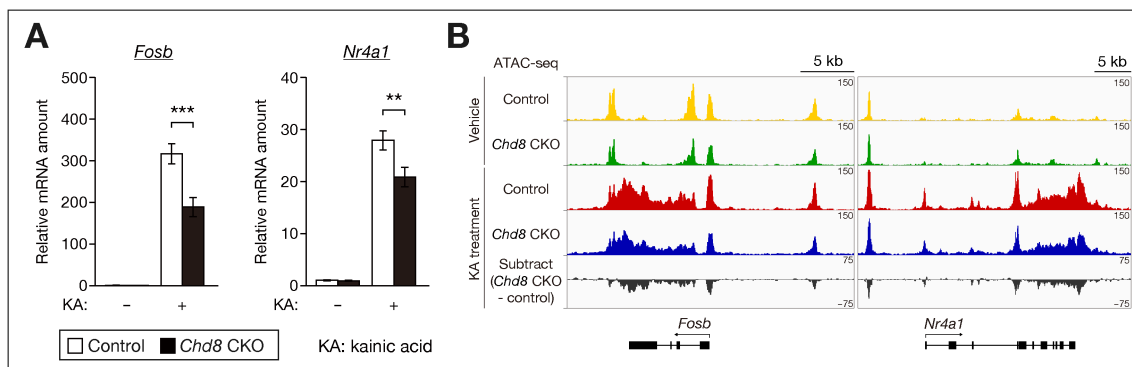 A
Fosb
Relative mRNA amount
500
400
300
200
100
0
***
KA:
−
+
Nr4a1
Relative mRNA amount
40
30
20
10
0
**
KA:
−
+
Control
Chd8 CKO
KA: kainic acid
B
ATAC-seq
5 kb
5 kb
Vehicle
Control
150
150
Chd8 CKO
150
150
KA treatment
Control
150
150
Chd8 CKO
150
150
Subtract
(Chd8 CKO
- control)
75
−75
75
−75
Fosb
Nr4a1